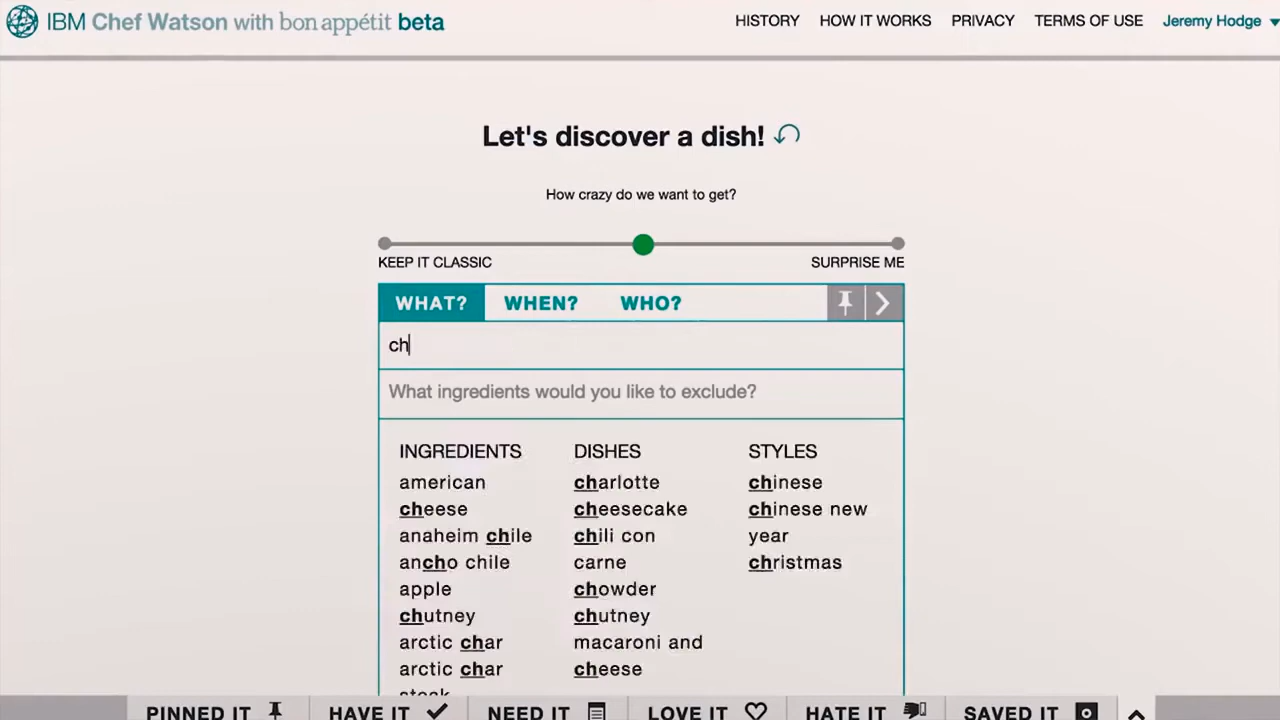 IBM Chef Watson with bon appétit beta
HISTORY HOW IT WORKS PRIVACY TERMS OF USE Jeremy Hodge
Let's discover a dish!
How crazy do we want to get?
KEEP IT CLASSIC SURPRISE ME
WHAT? WHEN? WHO?
ch
What ingredients would you like to exclude?
INGREDIENTS
american
cheese
anaheim chile
ancho chile
apple
chutney
arctic char
arctic char
steak
DISHES
charlotte
cheesecake
chili con
carne
chowder
chutney
macaroni and
cheese
STYLES
chinese
chinese new
year
christmas
PINNED IT HAVE IT NEED IT LOVE IT HATE IT SAVED IT